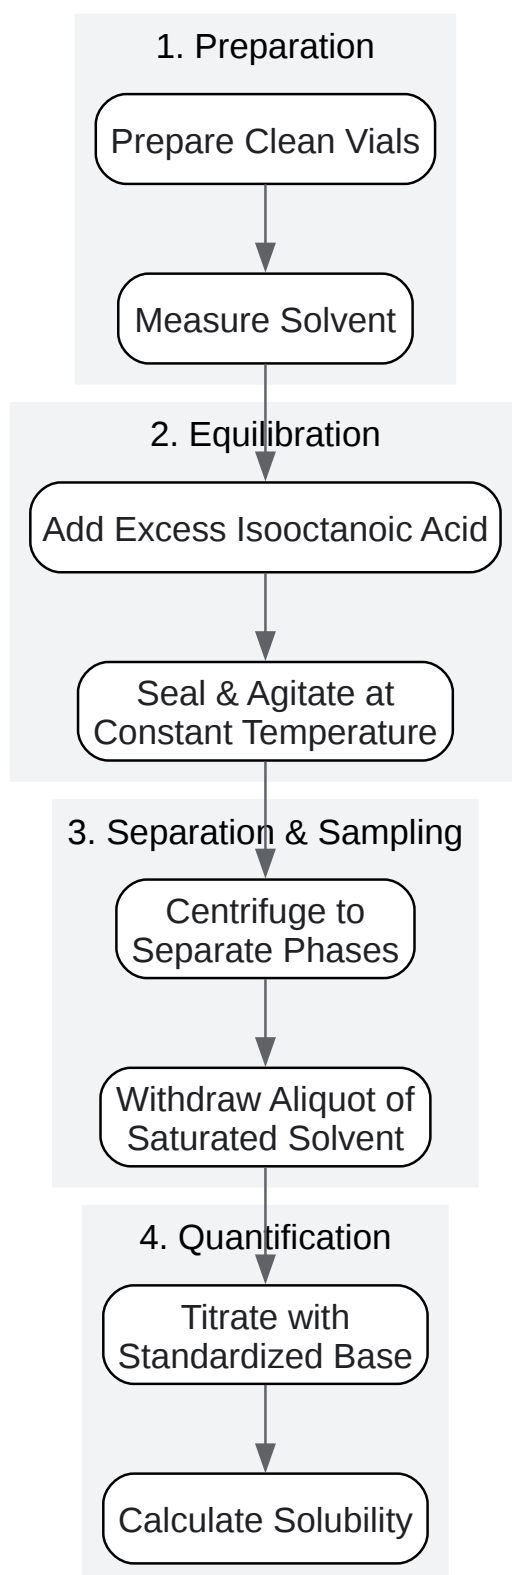 1. Preparation
Prepare Clean Vials
Measure Solvent
2. Equilibration
Add Excess Isooctanoic Acid
Seal & Agitate at
Constant Temperature
3. Separation & Sampling
Centrifuge to
Separate Phases
Withdraw Aliquot of
Saturated Solvent
4. Quantification
Titrate with
Standardized Base
Calculate Solubility